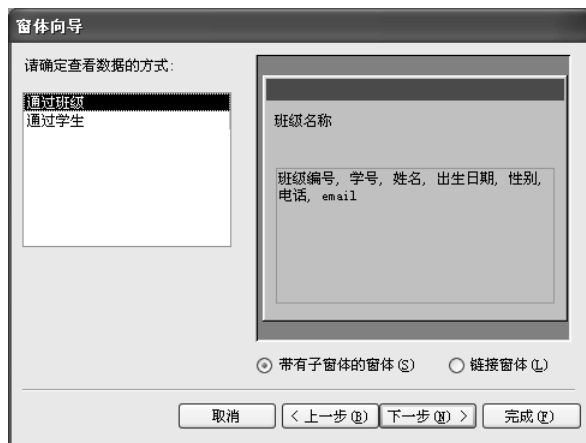 窗体向导
请确定查看数据的方式:
通过班级
通过学生
班级名称
班级编号, 学号, 姓名, 出生日期, 性别,
电话, email
带有子窗体的窗体(S) 链接窗体(L)
取消 < 上一步(B) 下一步(N) > 完成(F)